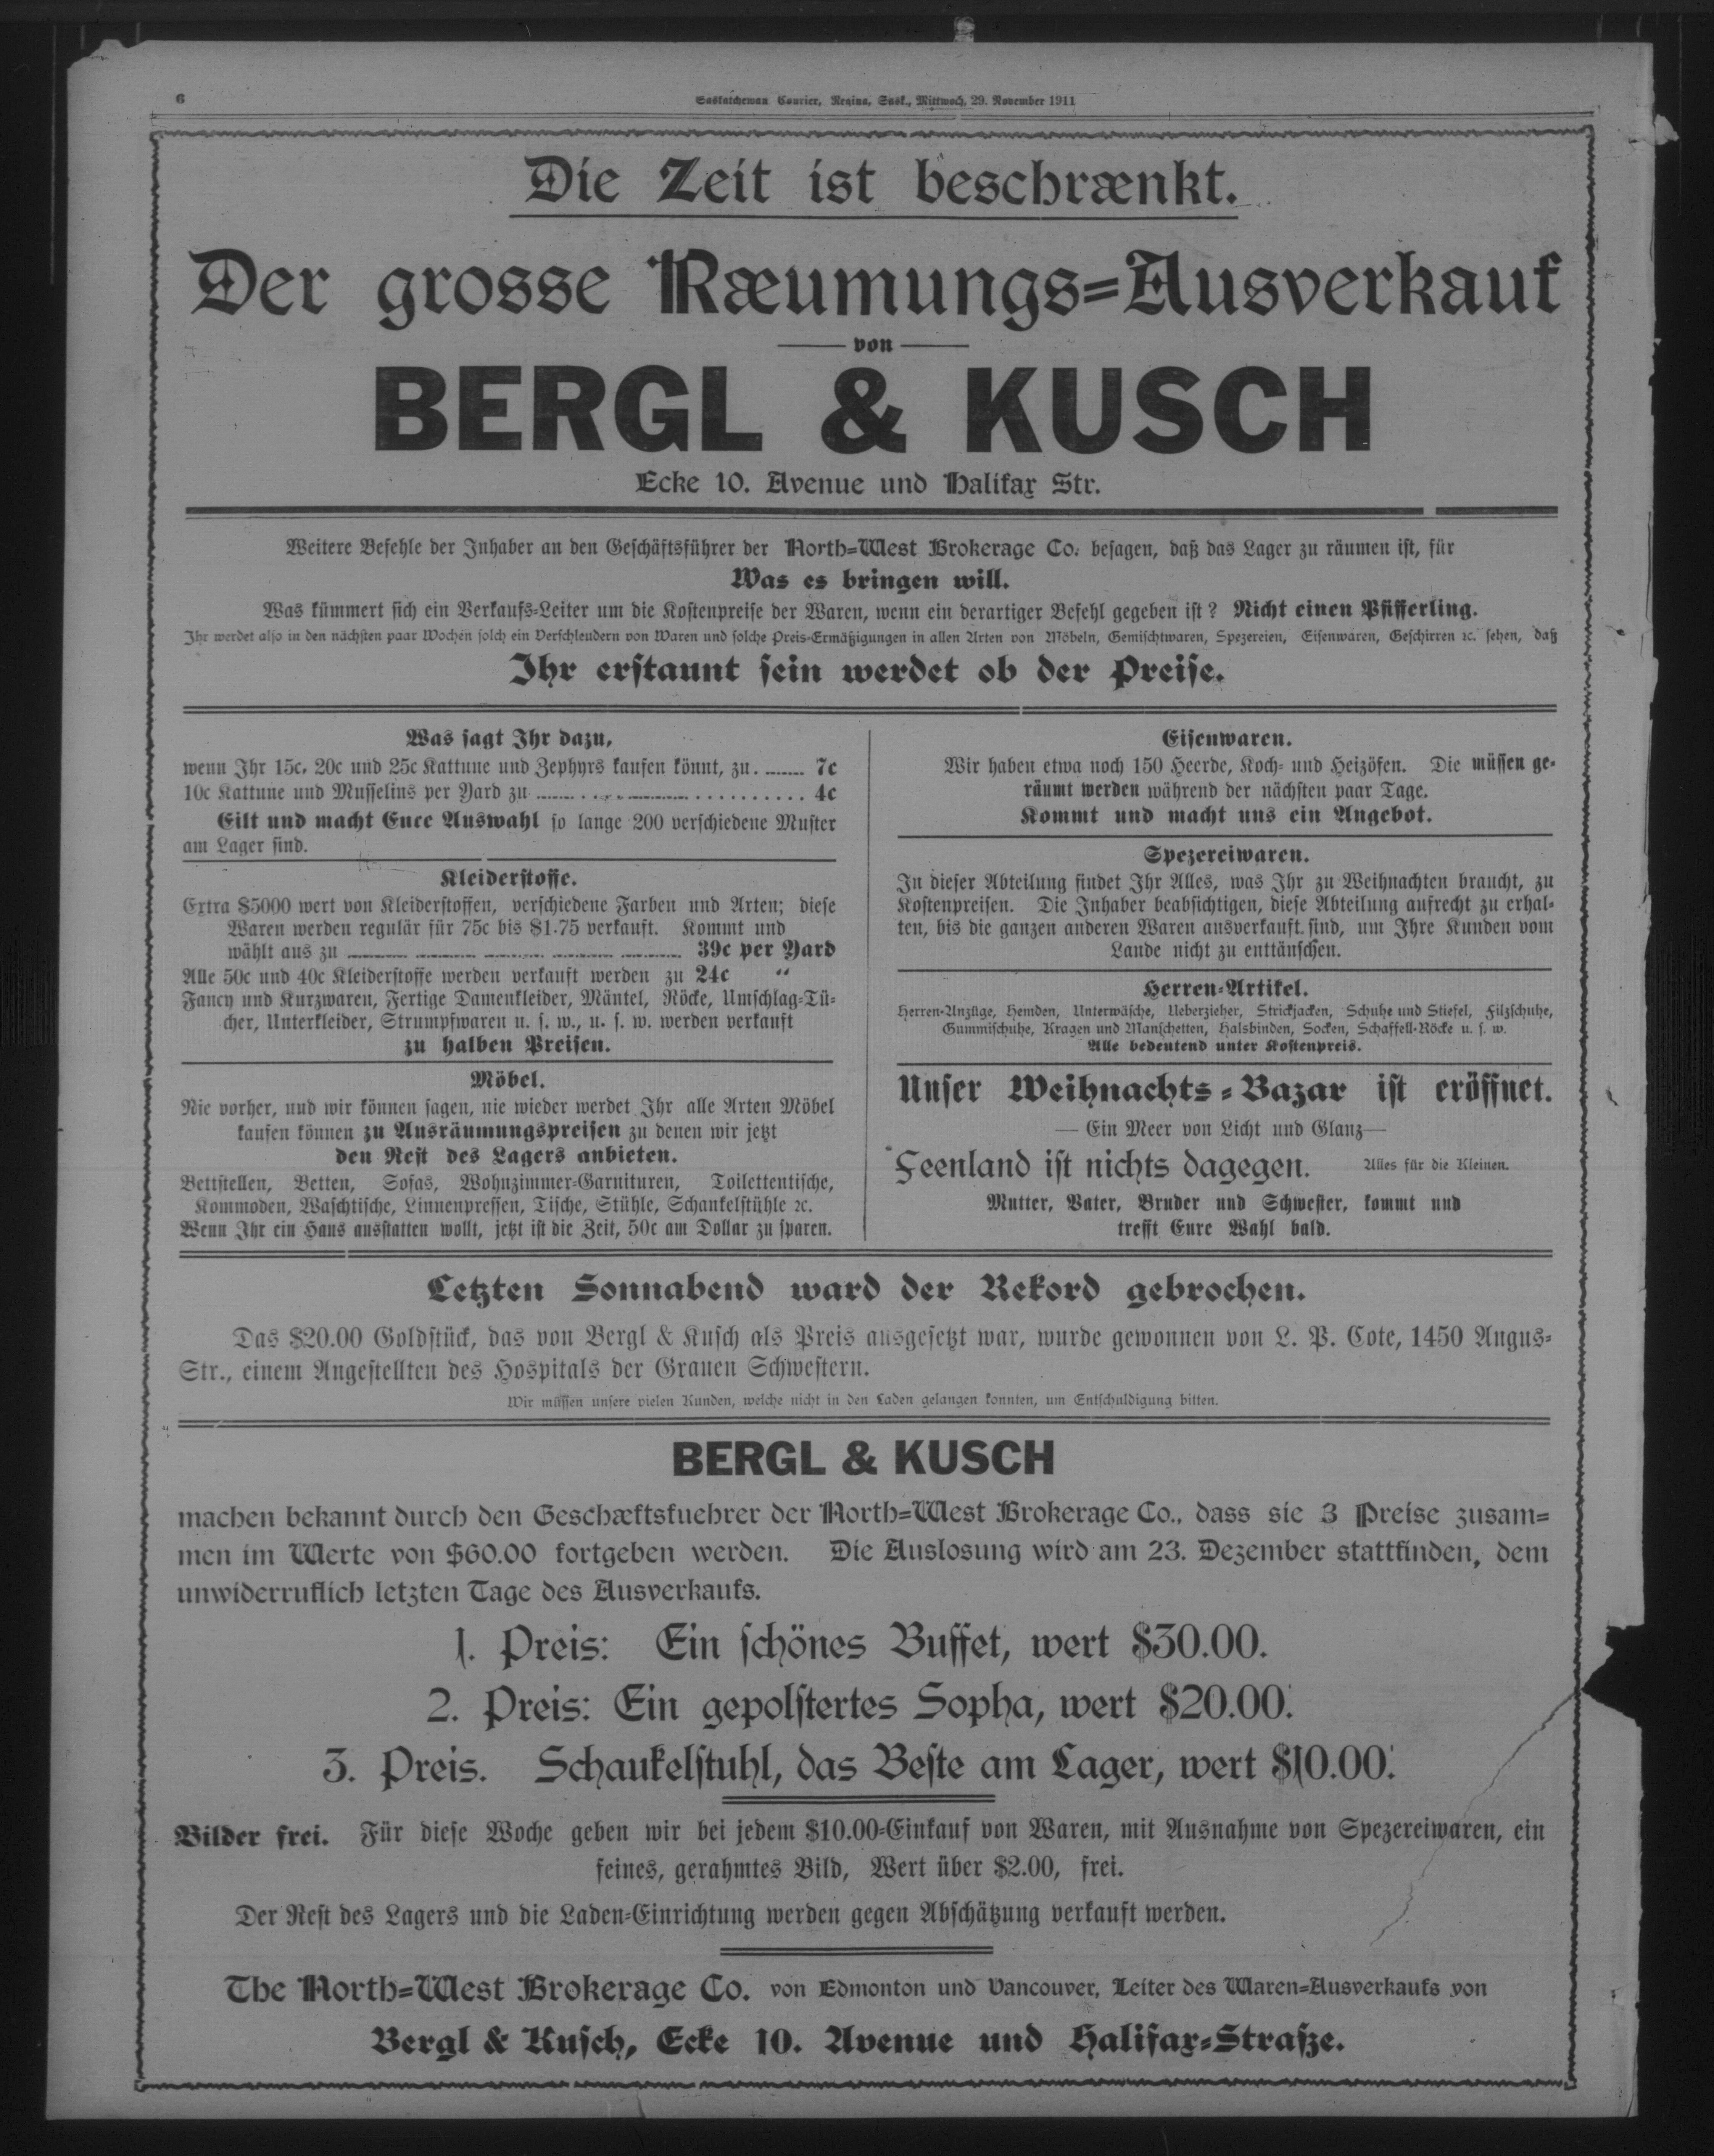 6
Saskatchewan Courier, Regina, Sask., Mittwoch, 29. November 1911
Die Zeit ist beschrænkt.
Der grosse Ræumungs=Ausverkauf
von
BERGL & KUSCH
Ecke 10. Avenue und Halifax Str.
Weitere Befehle der Inhaber an den Geschäftsführer der North=West Brokerage Co. besagen, daß das Lager zu räumen ist, für
Was es bringen will.
Was kümmert sich ein Verkaufs=Leiter um die Kostenpreise der Waren, wenn ein derartiger Befehl gegeben ist? Nicht einen Pfifferling.
Ihr werdet also in den nächsten paar Wochen solch ein Verschleudern von Waren und solche Preis=Ermäßigungen in allen Arten von Möbeln, Gemischtwaren, Spezereien, Eisenwaren, Geschirren ꝛc. sehen, daß
Ihr erstaunt sein werdet ob der Preise.
Was sagt Ihr dazu,
wenn Ihr 15c. 20c und 25c Kattune und Zephyrs kaufen könnt, zu. ....... 7c
10c Kattune und Musselins per Yard zu .......................... 4c
Eilt und macht Eure Auswahl so lange 200 verschiedene Muster
am Lager sind.
Kleiderstoffe.
Extra $5000 wert von Kleiderstoffen, verschiedene Farben und Arten; diese
Waren werden regulär für 75c bis $1.75 verkauft. Kommt und
wählt aus zu .......................... 39c per Yard
Alle 50c und 40c Kleiderstoffe werden verkauft werden zu 24c "
Fancy und Kurzwaren, Fertige Damenkleider, Mäntel, Röcke, Umschlag=Tü=
cher, Unterkleider, Strumpfwaren u. s. w., u. s. w. werden verkauft
zu halben Preisen.
Möbel.
Nie vorher, und wir können sagen, nie wieder werdet Ihr alle Arten Möbel
kaufen können zu Ausräumungspreisen zu denen wir jetzt
den Rest des Lagers anbieten.
Bettstellen, Betten, Sofas, Wohnzimmer=Garnituren, Toilettentische,
Kommoden, Waschtische, Linnenpressen, Tische, Stühle, Schaukelstühle ꝛc.
Wenn Ihr ein Haus ausstatten wollt, jetzt ist die Zeit, 50c am Dollar zu sparen.
Eisenwaren.
Wir haben etwa noch 150 Heerde, Koch= und Heizöfen. Die müssen ge=
räumt werden während der nächsten paar Tage.
Kommt und macht uns ein Angebot.
Spezereiwaren.
In dieser Abteilung findet Ihr Alles, was Ihr zu Weihnachten braucht, zu
Kostenpreisen. Die Inhaber beabsichtigen, diese Abteilung aufrecht zu erhal=
ten, bis die ganzen anderen Waren ausverkauft sind, um Ihre Kunden vom
Lande nicht zu enttäuschen.
Herren=Artikel.
Herren=Anzüge, Hemden, Unterwäsche, Ueberzieher, Strickjacken, Schuhe und Stiefel, Filzschuhe,
Gummischuhe, Kragen und Manschetten, Halsbinden, Socken, Schaffell=Röcke u. s. w.
Alle bedeutend unter Kostenpreis.
Unser Weihnachts=Bazar ist eröffnet.
— Ein Meer von Licht und Glanz—
Feenland ist nichts dagegen. Alles für die Kleinen.
Mutter, Vater, Bruder und Schwester, kommt und
trefft Eure Wahl bald.
Letzten Sonnabend ward der Rekord gebrochen.
Das $20.00 Goldstück, das von Bergl & Kusch als Preis ausgesetzt war, wurde gewonnen von L. P. Cote, 1450 Angus=
Str., einem Angestellten des Hospitals der Grauen Schwestern.
Wir müssen unsere vielen Kunden, welche nicht in den Laden gelangen konnten, um Entschuldigung bitten.
BERGL & KUSCH
machen bekannt durch den Geschæftsfuehrer der North=West Brokerage Co., dass sie 3 Preise zusam=
men im Werte von $60.00 fortgeben werden. Die Auslosung wird am 23. Dezember stattfinden, dem
unwiderruflich letzten Tage des Ausverkaufs.
1. Preis: Ein schönes Buffet, wert $30.00.
2. Preis: Ein gepolstertes Sopha, wert $20.00.
3. Preis. Schaukelstuhl, das Beste am Lager, wert $10.00.
Bilder frei. Für diese Woche geben wir bei jedem $10.00=Einkauf von Waren, mit Ausnahme von Spezereiwaren, ein
feines, gerahmtes Bild, Wert über $2.00, frei.
Der Rest des Lagers und die Laden=Einrichtung werden gegen Abschätzung verkauft werden.
The North=West Brokerage Co. von Edmonton und Vancouver, Leiter des Waren=Ausverkaufs von
Bergl & Kusch, Ecke 10. Avenue und Halifax=Straße.